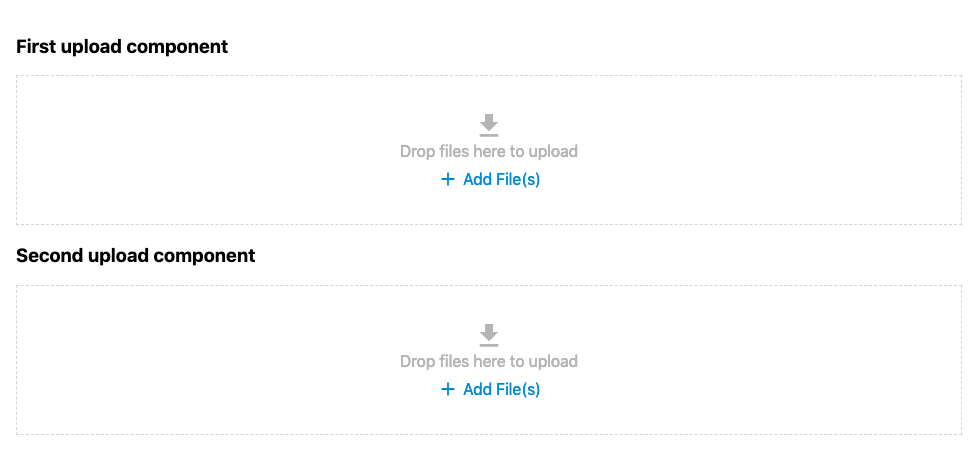 First upload component
Drop files here to upload
+ Add File(s)
Second upload component
Drop files here to upload
+ Add File(s)